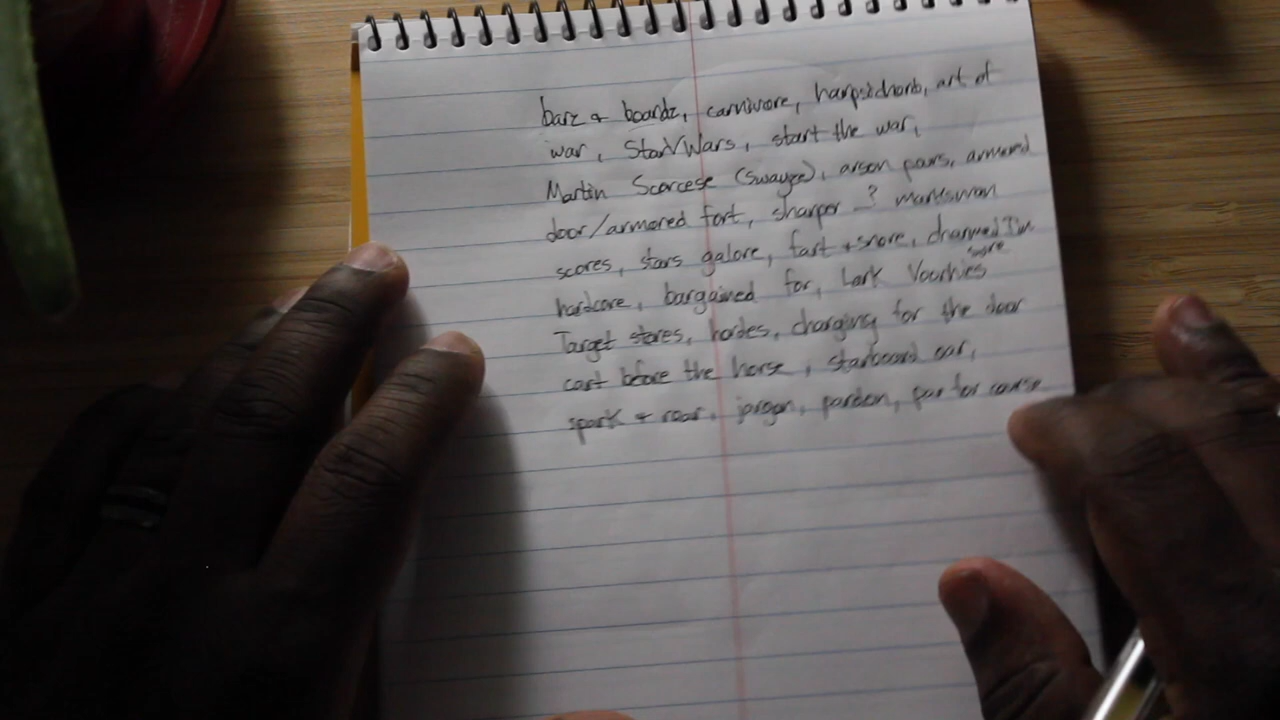 barz & boardz, carnivore, harpsichord, art of
war, Star Wars, start the war,
Martin Scorcese (Swayze), arson pours, armored
door/armored fort, sharper → ? marksman
scores, stars galore, fart & snore, charmed I'm sure
hardcore, bargained for, Lark Voorhies
Target stores, hordes, charging for the door
cart before the horse, starboard oar,
spark & roar, jargon, pardon, par for course